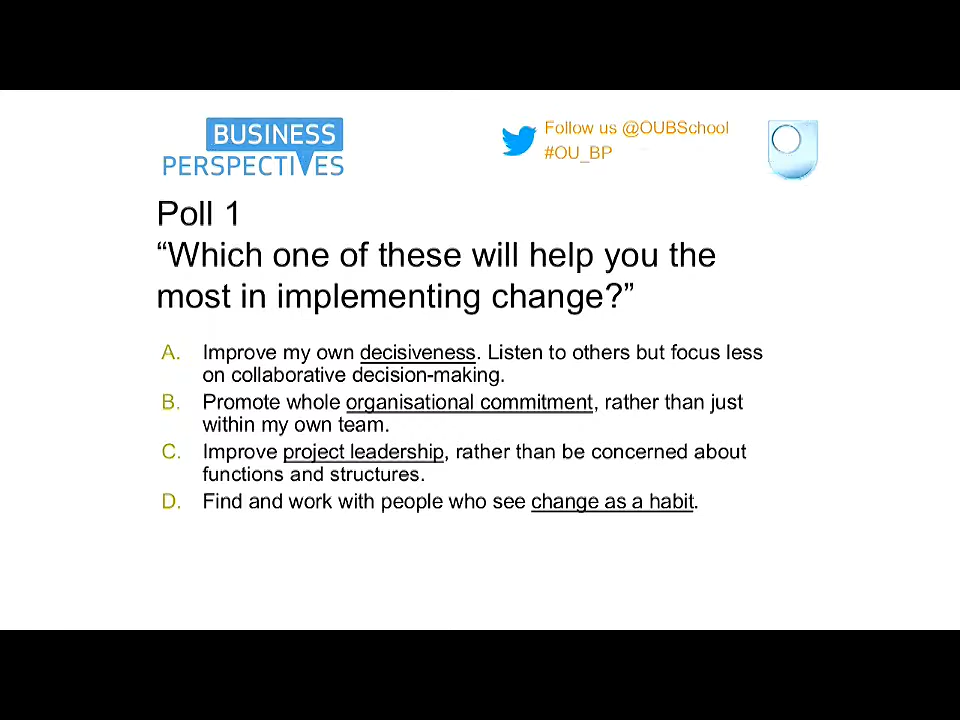 BUSINESS
PERSPECTIVES
Follow us @OUBSchool
#OU_BP
Poll 1
“Which one of these will help you the
most in implementing change?”
A. Improve my own decisiveness. Listen to others but focus less
on collaborative decision-making.
B. Promote whole organisational commitment, rather than just
within my own team.
C. Improve project leadership, rather than be concerned about
functions and structures.
D. Find and work with people who see change as a habit.